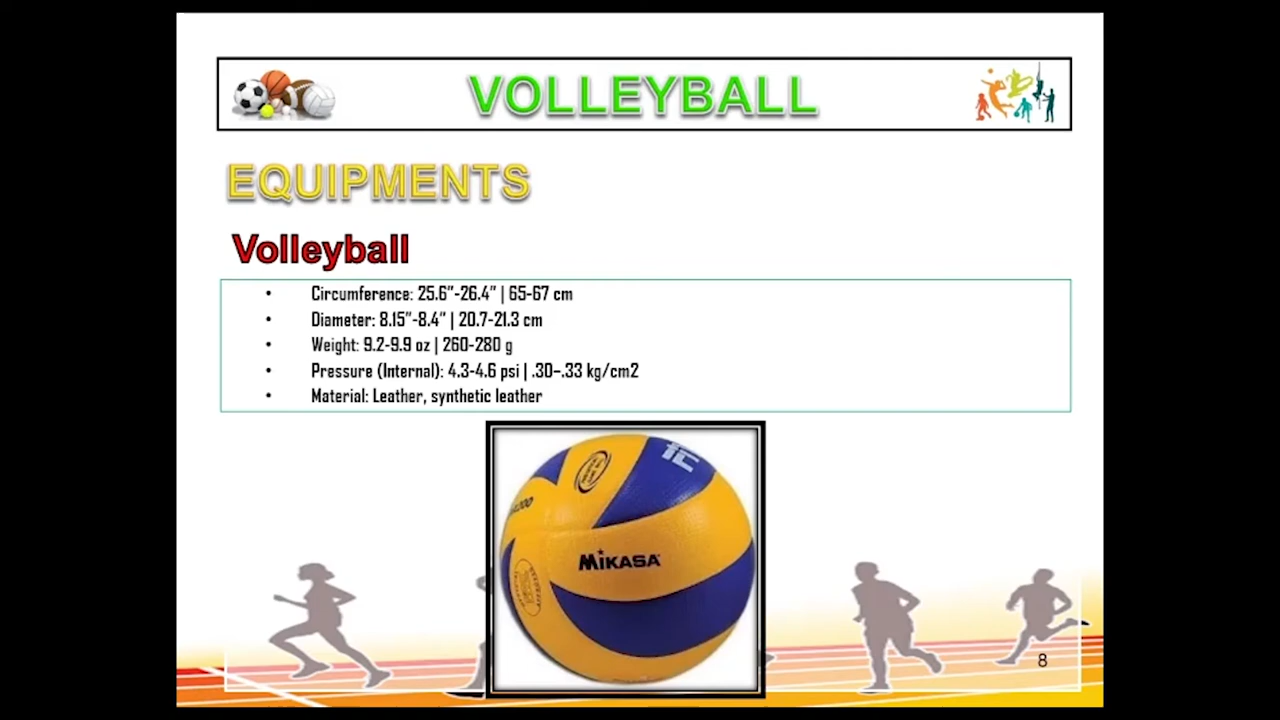 VOLLEYBALL
EQUIPMENTS
Volleyball
• Circumference: 25.6”-26.4” | 65-67 cm
• Diameter: 8.15”-8.4” | 20.7-21.3 cm
• Weight: 9.2-9.9 oz | 260-280 g
• Pressure (Internal): 4.3-4.6 psi | .30–.33 kg/cm2
• Material: Leather, synthetic leather
MIKASA
8